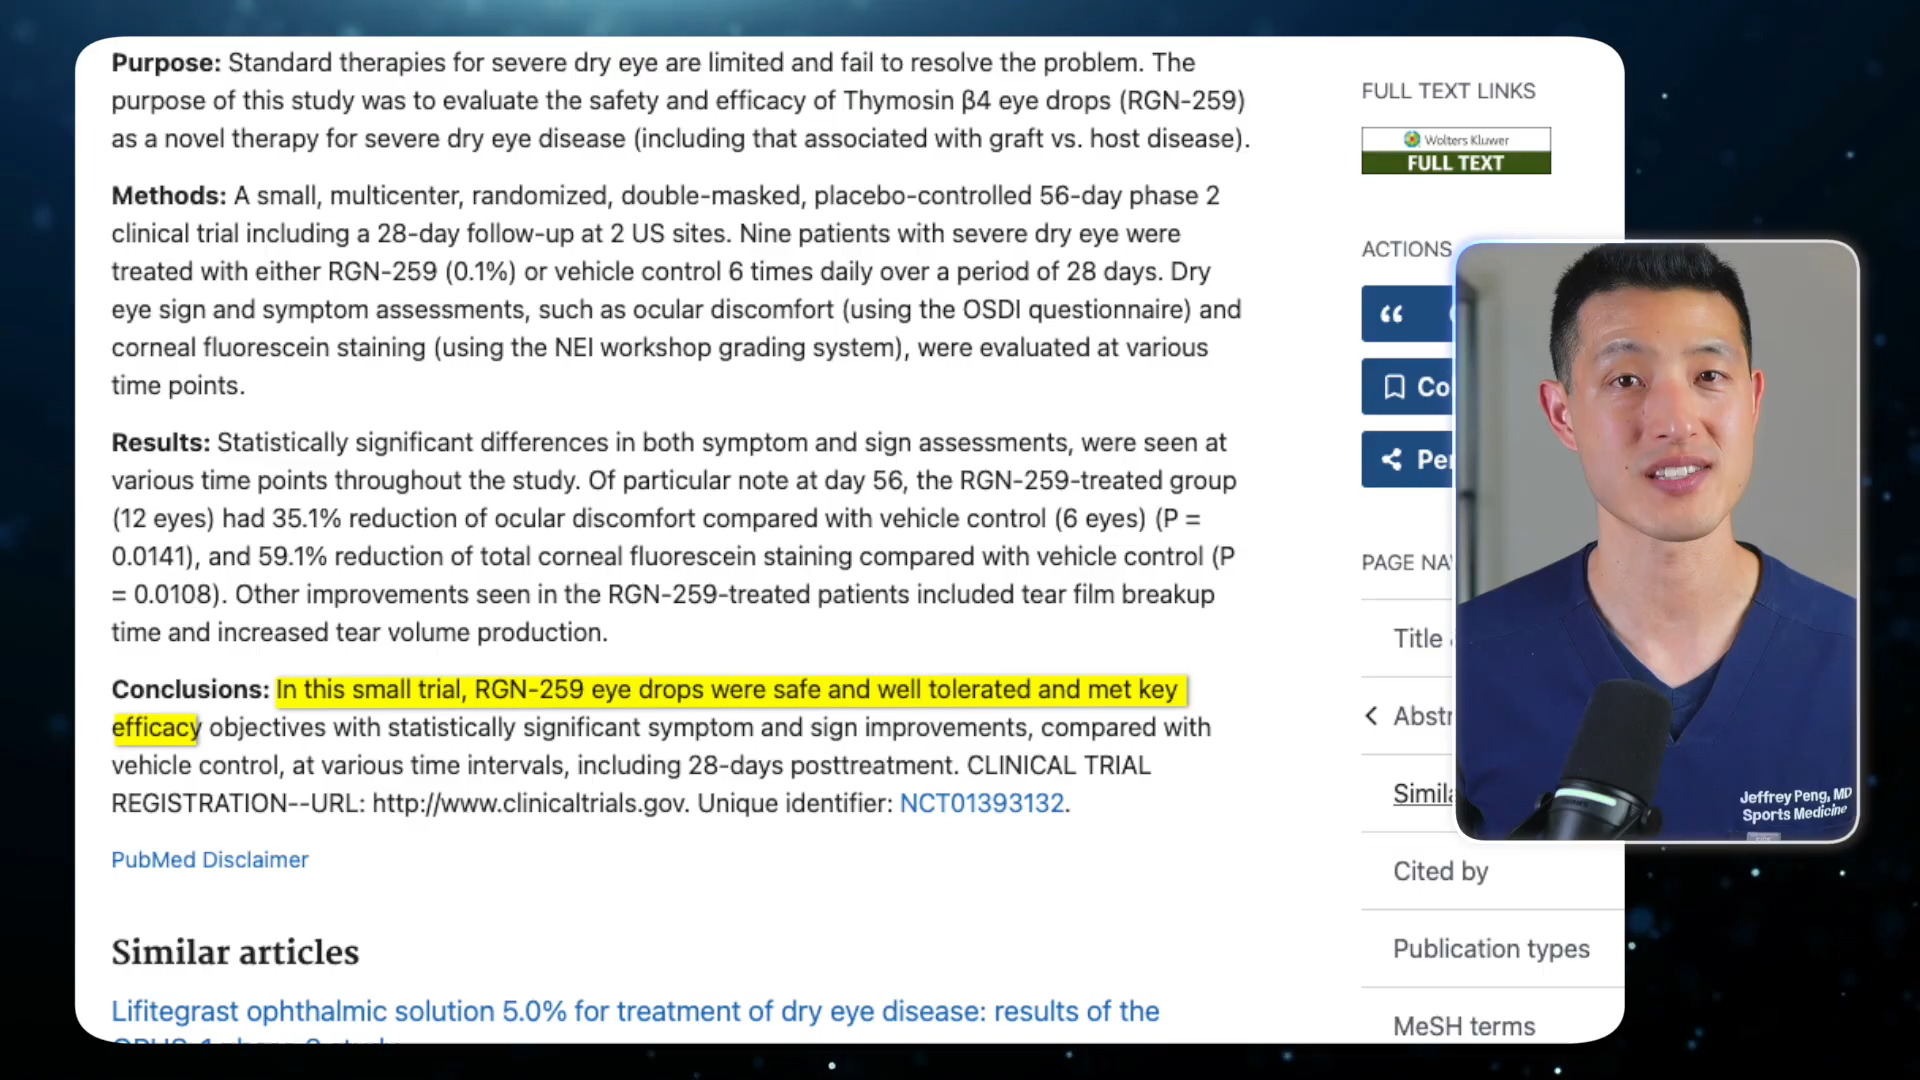 Purpose: Standard therapies for severe dry eye are limited and fail to resolve the problem. The
purpose of this study was to evaluate the safety and efficacy of Thymosin β4 eye drops (RGN-259)
as a novel therapy for severe dry eye disease (including that associated with graft vs. host disease).
Methods: A small, multicenter, randomized, double-masked, placebo-controlled 56-day phase 2
clinical trial including a 28-day follow-up at 2 US sites. Nine patients with severe dry eye were
treated with either RGN-259 (0.1%) or vehicle control 6 times daily over a period of 28 days. Dry
eye sign and symptom assessments, such as ocular discomfort (using the OSDI questionnaire) and
corneal fluorescein staining (using the NEI workshop grading system), were evaluated at various
time points.
Results: Statistically significant differences in both symptom and sign assessments, were seen at
various time points throughout the study. Of particular note at day 56, the RGN-259-treated group
(12 eyes) had 35.1% reduction of ocular discomfort compared with vehicle control (6 eyes) (P =
0.0141), and 59.1% reduction of total corneal fluorescein staining compared with vehicle control (P
= 0.0108). Other improvements seen in the RGN-259-treated patients included tear film breakup
time and increased tear volume production.
Conclusions: In this small trial, RGN-259 eye drops were safe and well tolerated and met key
efficacy objectives with statistically significant symptom and sign improvements, compared with
vehicle control, at various time intervals, including 28-days posttreatment. CLINICAL TRIAL
REGISTRATION--URL: http://www.clinicaltrials.gov. Unique identifier: NCT01393132.
PubMed Disclaimer
Similar articles
Lifitegrast ophthalmic solution 5.0% for treatment of dry eye disease: results of the
FULL TEXT LINKS
Wolters Kluwer
FULL TEXT
ACTIONS
Co
Per
PAGE NAV
Title
Abstr
Simila
Cited by
Publication types
MeSH terms
Jeffrey Peng, MD
Sports Medicine